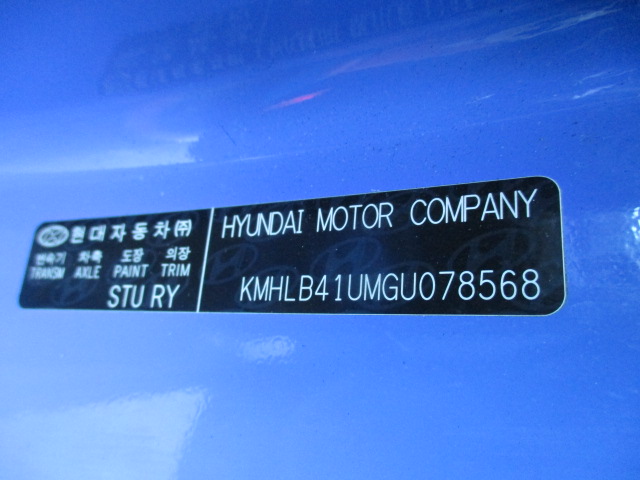 현대자동차㈜
변속기 차축 도장 의장
TRANSM AXLE PAINT TRIM
STU RY
HYUNDAI MOTOR COMPANY
KMHLB41UMGU078568